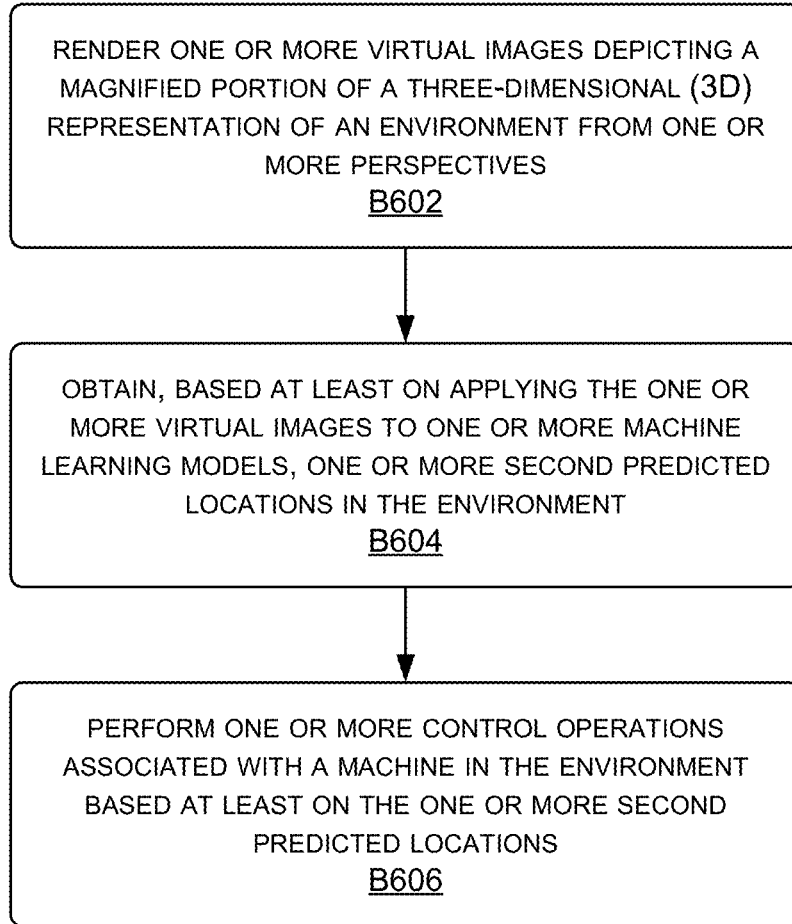 RENDER ONE OR MORE VIRTUAL IMAGES DEPICTING A
MAGNIFIED PORTION OF A THREE-DIMENSIONAL (3D)
REPRESENTATION OF AN ENVIRONMENT FROM ONE OR
MORE PERSPECTIVES
B602
OBTAIN, BASED AT LEAST ON APPLYING THE ONE OR
MORE VIRTUAL IMAGES TO ONE OR MORE MACHINE
LEARNING MODELS, ONE OR MORE SECOND PREDICTED
LOCATIONS IN THE ENVIRONMENT
B604
PERFORM ONE OR MORE CONTROL OPERATIONS
ASSOCIATED WITH A MACHINE IN THE ENVIRONMENT
BASED AT LEAST ON THE ONE OR MORE SECOND
PREDICTED LOCATIONS
B606